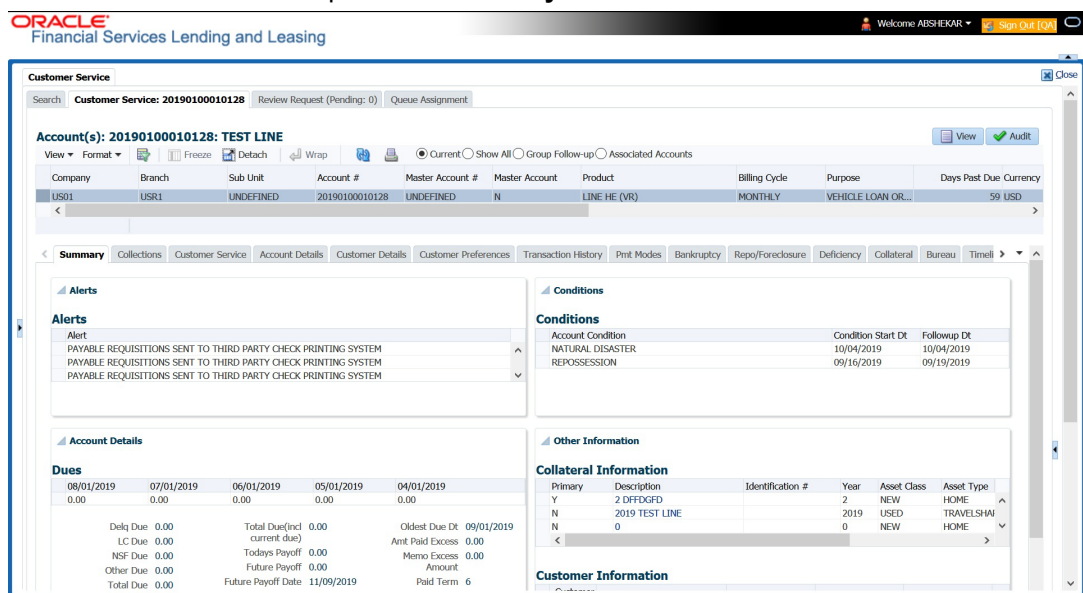 ORACLE
Financial Services Lending and Leasing
Welcome ABSHEKAR
Sign Out [QA]
Customer Service
Close
Search Customer Service: 20190100010128 Review Request (Pending: 0) Queue Assignment
Account(s): 20190100010128: TEST LINE
View Audit
View Format Freeze Detach Wrap Current Show All Group Follow-up Associated Accounts
Company Branch Sub Unit Account # Master Account # Master Account Product Billing Cycle Purpose Days Past Due Currency
US01 USR1 UNDEFINED 20190100010128 UNDEFINED N LINE HE (VR) MONTHLY VEHICLE LOAN OR... 59 USD
Summary Collections Customer Service Account Details Customer Details Customer Preferences Transaction History Pmt Modes Bankruptcy Repo/Foreclosure Deficiency Collateral Bureau Timeli
Alerts
Alerts
Alert
PAYABLE REQUISITIONS SENT TO THIRD PARTY CHECK PRINTING SYSTEM
PAYABLE REQUISITIONS SENT TO THIRD PARTY CHECK PRINTING SYSTEM
PAYABLE REQUISITIONS SENT TO THIRD PARTY CHECK PRINTING SYSTEM
Conditions
Conditions
Account Condition Condition Start Dt Followup Dt
NATURAL DISASTER 10/04/2019 10/04/2019
REPOSSESSION 09/16/2019 09/19/2019
Account Details
Dues
08/01/2019 07/01/2019 06/01/2019 05/01/2019 04/01/2019
0.00 0.00 0.00 0.00 0.00
Delq Due 0.00
LC Due 0.00
NSF Due 0.00
Other Due 0.00
Total Due 0.00
Total Due(incl current due) 0.00
Todays Payoff 0.00
Future Payoff 0.00
Future Payoff Date 11/09/2019
Oldest Due Dt 09/01/2019
Amt Paid Excess 0.00
Memo Excess Amount 0.00
Paid Term 6
Other Information
Collateral Information
Primary Description Identification # Year Asset Class Asset Type
Y 2 DFFDGFD 2 NEW HOME
N 2019 TEST LINE 2019 USED TRAVELSHAI
N 0 0 NEW HOME
Customer Information